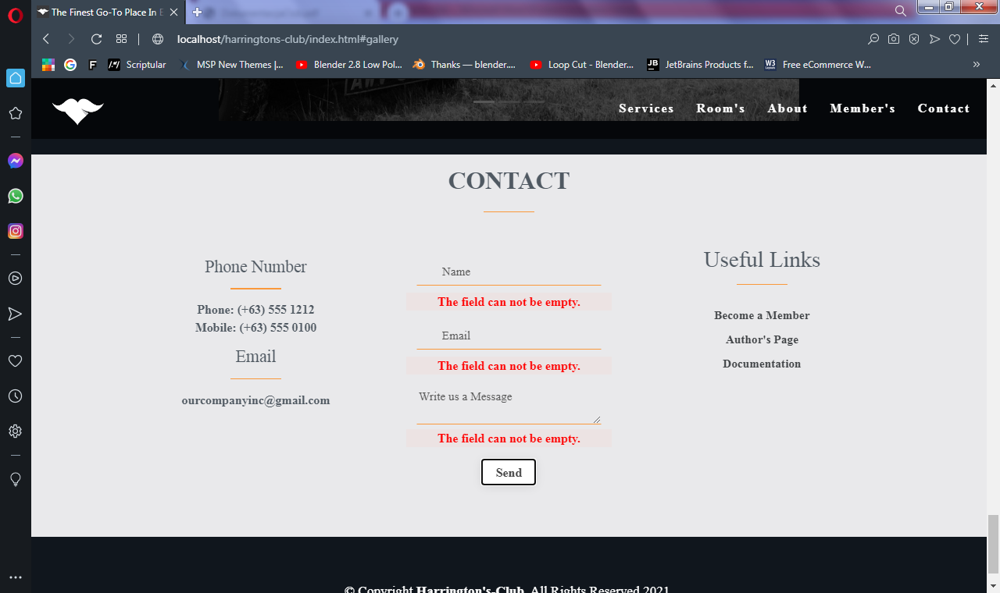 The Finest Go-To Place In
localhost/harringtons-club/index.html#gallery
Scriptular
MSP New Themes |...
Blender 2.8 Low Pol...
Thanks — blender....
Loop Cut - Blender...
JB
JetBrains Products f...
W3
Free eCommerce W...
Services
Room's
About
Member's
Contact
CONTACT
Phone Number
Phone: (+63) 555 1212
Mobile: (+63) 555 0100
Email
ourcompanyinc@gmail.com
Name
The field can not be empty.
Email
The field can not be empty.
Write us a Message
The field can not be empty.
Send
Useful Links
Become a Member
Author's Page
Documentation
© Copyright Harrington's-Club. All Rights Reserved 2021